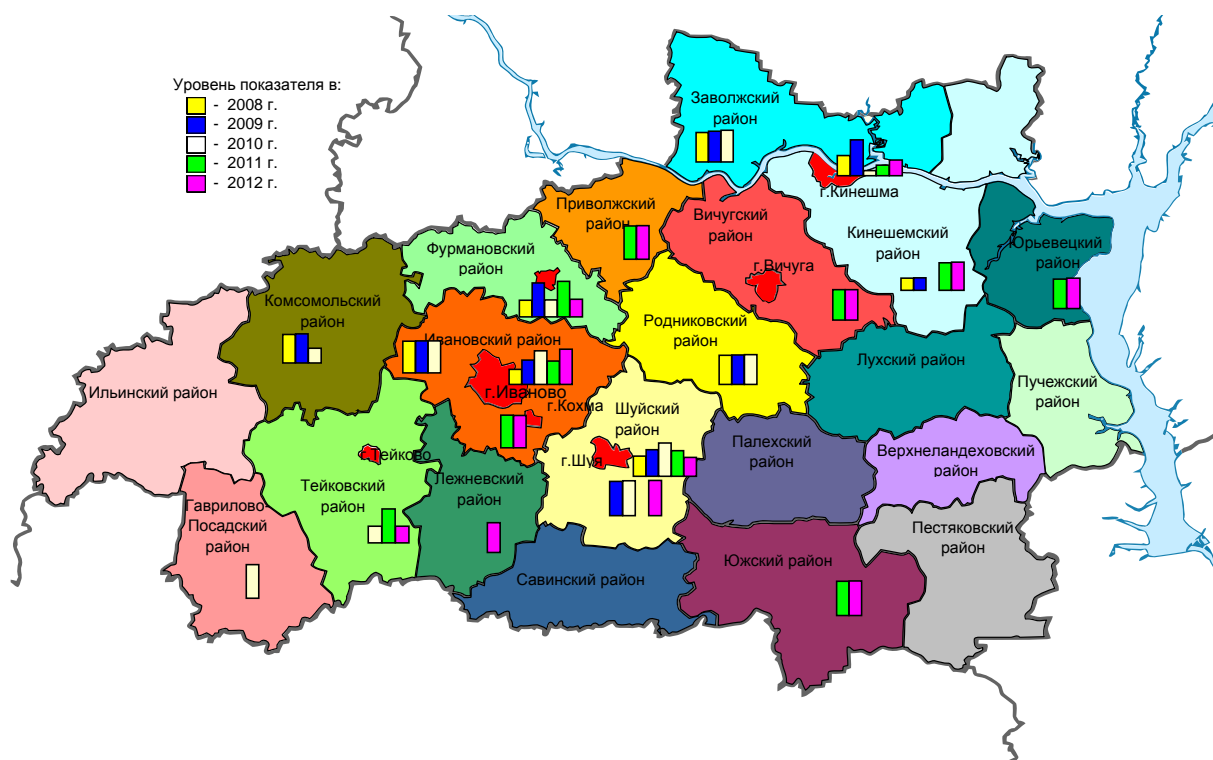 Уровень показателя в:
- 2008 г.
- 2009 г.
- 2010 г.
- 2011 г.
- 2012 г.
Заволжский
район
г.Кинешма
Приволжский
район
Вичугский
район
Кинешемский
район
Юрьевецкий
район
Фурмановский
район
г.Вичуга
Комсомольский
район
Родниковский
район
Ивановский район
Лухский район
Ильинский район
Пучежский
район
г.Иваново
г.Кохма
Шуйский
район
Палехский
район
Верхнеландеховский
район
г.Тейково
г.Шуя
Тейковский
район
Лежневский
район
Гаврилово-
Посадский
район
Пестяковский
район
Савинский район
Южский район